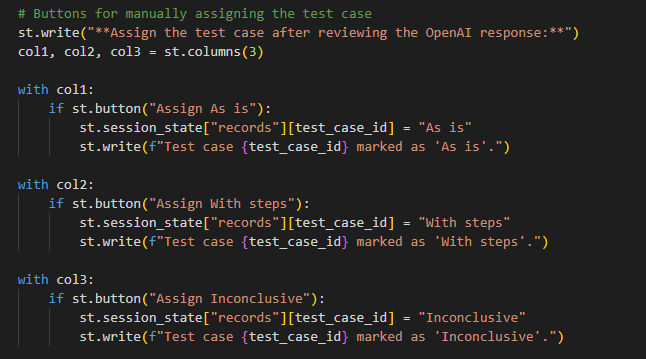 # Buttons for manually assigning the test case
st.write("**Assign the test case after reviewing the OpenAI response:**")
col1, col2, col3 = st.columns(3)
with col1:
if st.button("Assign As is"):
st.session_state["records"][test_case_id] = "As is"
st.write(f"Test case {test_case_id} marked as 'As is'.")
with col2:
if st.button("Assign With steps"):
st.session_state["records"][test_case_id] = "With steps"
st.write(f"Test case {test_case_id} marked as 'With steps'.")
with col3:
if st.button("Assign Inconclusive"):
st.session_state["records"][test_case_id] = "Inconclusive"
st.write(f"Test case {test_case_id} marked as 'Inconclusive'.")